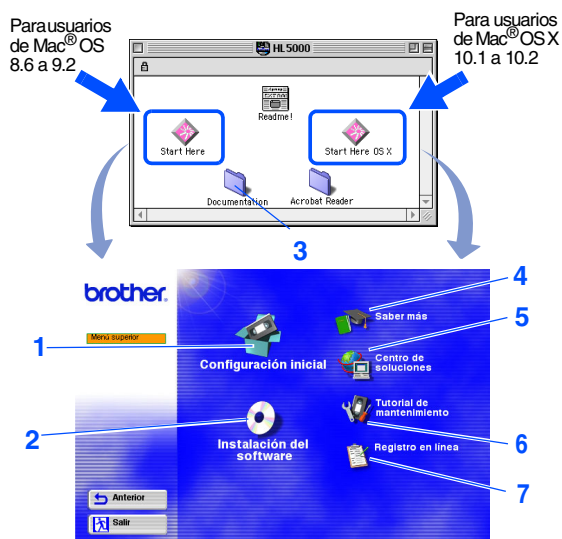 Para usuarios
de Mac® OS
8.6 a 9.2
Para usuarios
de Mac® OS X
10.1 a 10.2
HL5000
Readme!
Start Here
Start Here OS X
Documentation
Acrobat Reader
3
brother.
Menú superior
1
Configuración inicial
2
Instalación del
software
4
Saber más
5
Centro de
soluciones
Tutorial de
mantenimiento
6
Registro en línea
7
Anterior
Salir